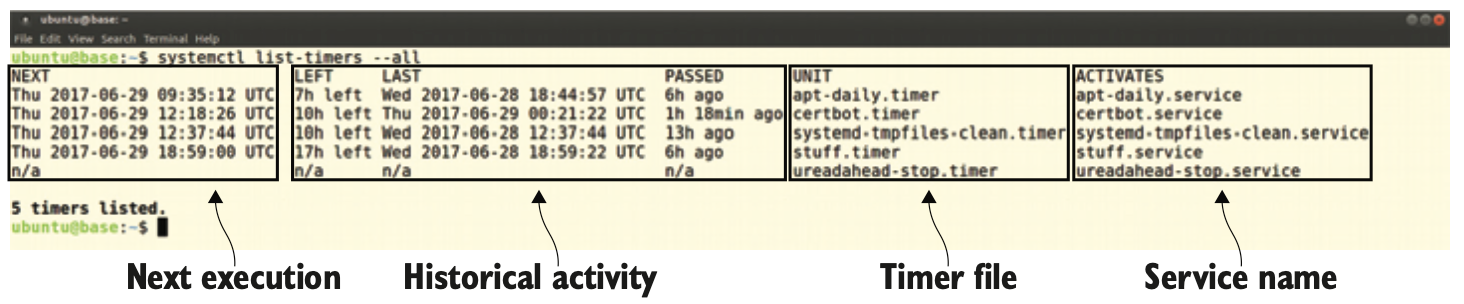 ubuntu@base: ~
File Edit View Search Terminal Help
ubuntu@base:~$ systemctl list-timers --all
NEXT LEFT LAST PASSED UNIT ACTIVATES
Thu 2017-06-29 09:35:12 UTC 7h left Wed 2017-06-28 18:44:57 UTC 6h ago apt-daily.timer apt-daily.service
Thu 2017-06-29 12:18:26 UTC 10h left Thu 2017-06-29 00:21:22 UTC 1h 18min ago certbot.timer certbot.service
Thu 2017-06-29 12:37:44 UTC 10h left Wed 2017-06-28 12:37:44 UTC 13h ago systemd-tmpfiles-clean.timer systemd-tmpfiles-clean.service
Thu 2017-06-29 18:59:00 UTC 17h left Wed 2017-06-28 18:59:22 UTC 6h ago stuff.timer stuff.service
n/a n/a n/a n/a ureadahead-stop.timer ureadahead-stop.service
5 timers listed.
ubuntu@base:~$
Next execution Historical activity Timer file Service name